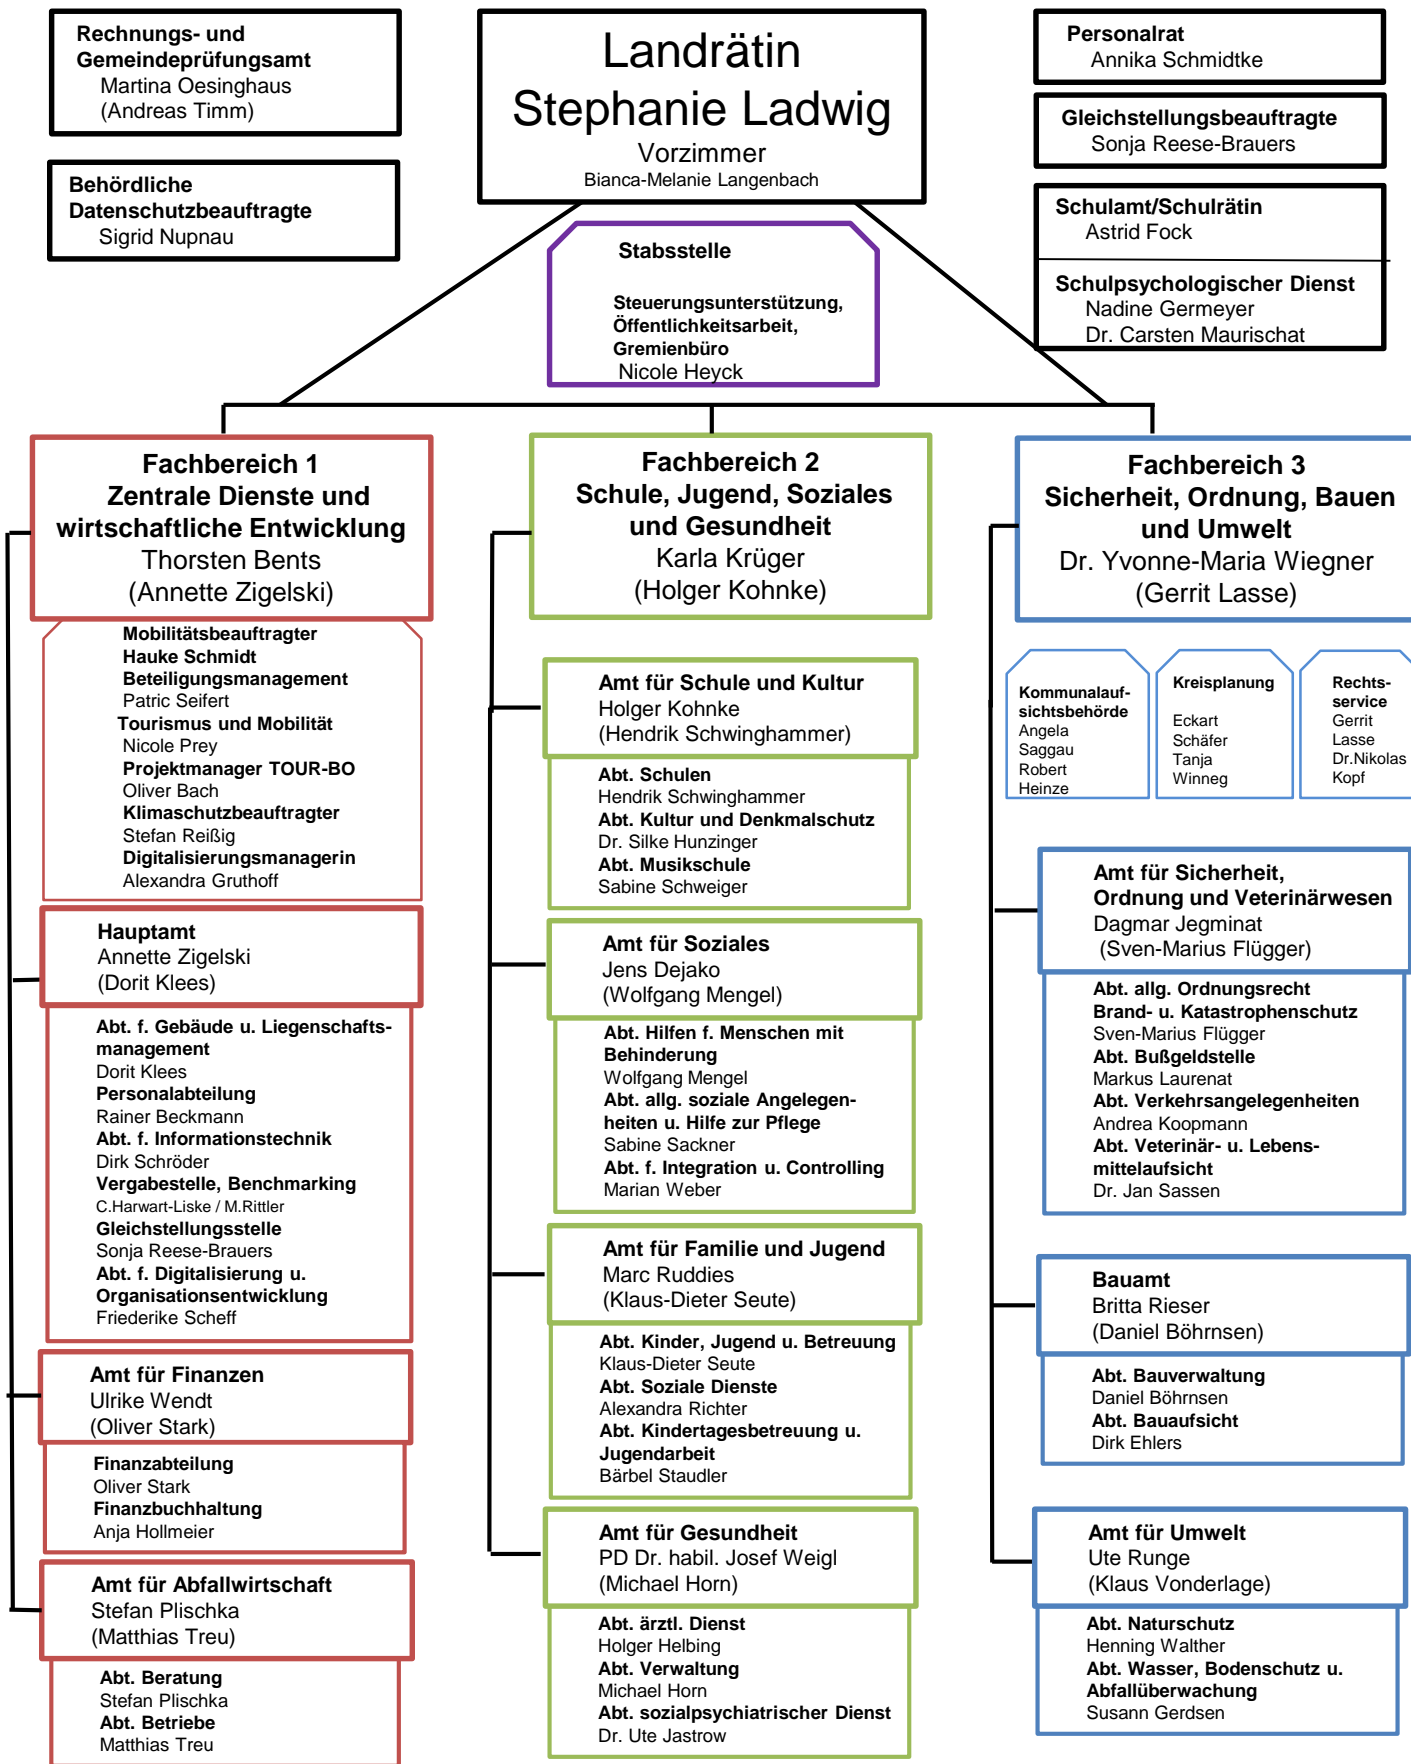 Rechnungs- und
Gemeindeprüfungsamt
Martina Oesinghaus
(Andreas Timm)
Behördliche
Datenschutzbeauftragte
Sigrid Nupnau
Landrätin
Stephanie Ladwig
Vorzimmer
Bianca-Melanie Langenbach
Personalrat
Annika Schmidtke
Gleichstellungsbeauftragte
Sonja Reese-Brauers
Schulamt/Schulrätin
Astrid Fock
Schulpsychologischer Dienst
Nadine Germeyer
Dr. Carsten Maurischat
Stabsstelle
Steuerungsunterstützung,
Öffentlichkeitsarbeit,
Gremienbüro
Nicole Heyck
Fachbereich 1
Zentrale Dienste und
wirtschaftliche Entwicklung
Thorsten Bents
(Annette Zigelski)
Mobilitätsbeauftragter
Hauke Schmidt
Beteiligungsmanagement
Patric Seifert
Tourismus und Mobilität
Nicole Prey
Projektmanager TOUR-BO
Oliver Bach
Klimaschutzbeauftragter
Stefan Reißig
Digitalisierungsmanagerin
Alexandra Gruthoff
Hauptamt
Annette Zigelski
(Dorit Klees)
Abt. f. Gebäude u. Liegenschafts-
management
Dorit Klees
Personalabteilung
Rainer Beckmann
Abt. f. Informationstechnik
Dirk Schröder
Vergabestelle, Benchmarking
C.Harwart-Liske / M.Rittler
Gleichstellungsstelle
Sonja Reese-Brauers
Abt. f. Digitalisierung u.
Organisationsentwicklung
Friederike Scheff
Amt für Finanzen
Ulrike Wendt
(Oliver Stark)
Finanzabteilung
Oliver Stark
Finanzbuchhaltung
Anja Hollmeier
Amt für Abfallwirtschaft
Stefan Plischka
(Matthias Treu)
Abt. Beratung
Stefan Plischka
Abt. Betriebe
Matthias Treu
Fachbereich 2
Schule, Jugend, Soziales
und Gesundheit
Karla Krüger
(Holger Kohnke)
Amt für Schule und Kultur
Holger Kohnke
(Hendrik Schwinghammer)
Abt. Schulen
Hendrik Schwinghammer
Abt. Kultur und Denkmalschutz
Dr. Silke Hunzinger
Abt. Musikschule
Sabine Schweiger
Amt für Soziales
Jens Dejako
(Wolfgang Mengel)
Abt. Hilfen f. Menschen mit
Behinderung
Wolfgang Mengel
Abt. allg. soziale Angelegen-
heiten u. Hilfe zur Pflege
Sabine Sackner
Abt. f. Integration u. Controlling
Marian Weber
Amt für Familie und Jugend
Marc Ruddies
(Klaus-Dieter Seute)
Abt. Kinder, Jugend u. Betreuung
Klaus-Dieter Seute
Abt. Soziale Dienste
Alexandra Richter
Abt. Kindertagesbetreuung u.
Jugendarbeit
Bärbel Staudler
Amt für Gesundheit
PD Dr. habil. Josef Weigl
(Michael Horn)
Abt. ärztl. Dienst
Holger Helbing
Abt. Verwaltung
Michael Horn
Abt. sozialpsychiatrischer Dienst
Dr. Ute Jastrow
Fachbereich 3
Sicherheit, Ordnung, Bauen
und Umwelt
Dr. Yvonne-Maria Wiegner
(Gerrit Lasse)
Kommunalauf-
sichtsbehörde
Angela
Saggau
Robert
Heinze
Kreisplanung
Eckart
Schäfer
Tanja
Winneg
Rechts-
service
Gerrit
Lasse
Dr.Nikolas
Kopf
Amt für Sicherheit,
Ordnung und Veterinärwesen
Dagmar Jegminat
(Sven-Marius Flügger)
Abt. allg. Ordnungsrecht
Brand- u. Katastrophenschutz
Sven-Marius Flügger
Abt. Bußgeldstelle
Markus Laurenat
Abt. Verkehrsangelegenheiten
Andrea Koopmann
Abt. Veterinär- u. Lebens-
mittelaufsicht
Dr. Jan Sassen
Bauamt
Britta Rieser
(Daniel Böhrnsen)
Abt. Bauverwaltung
Daniel Böhrnsen
Abt. Bauaufsicht
Dirk Ehlers
Amt für Umwelt
Ute Runge
(Klaus Vonderlage)
Abt. Naturschutz
Henning Walther
Abt. Wasser, Bodenschutz u.
Abfallüberwachung
Susann Gerdsen